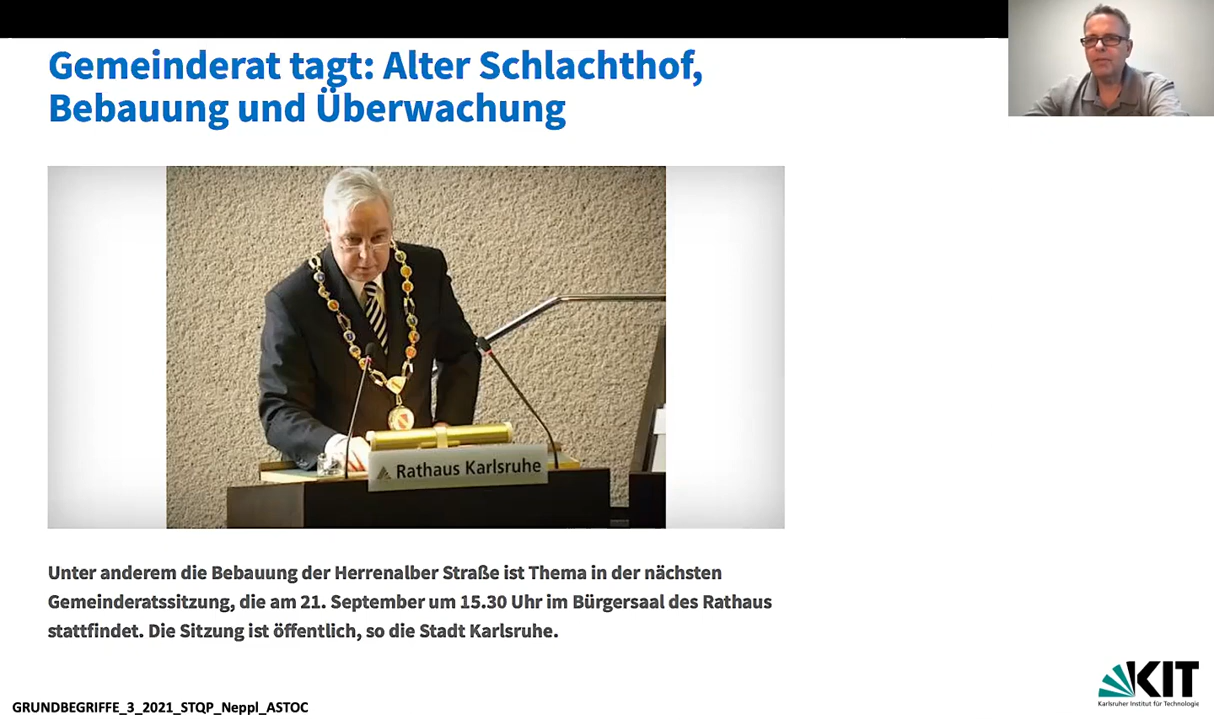 Gemeinderat tagt: Alter Schlachthof,
Bebauung und Überwachung
Rathaus Karlsruhe
Unter anderem die Bebauung der Herrenalber Straße ist Thema in der nächsten
Gemeinderatssitzung, die am 21. September um 15.30 Uhr im Bürgersaal des Rathaus
stattfindet. Die Sitzung ist öffentlich, so die Stadt Karlsruhe.
KIT
Karlsruher Institut für Technologie
GRUNDBEGRIFFE_3_2021_STQP_Neppl_ASTOC